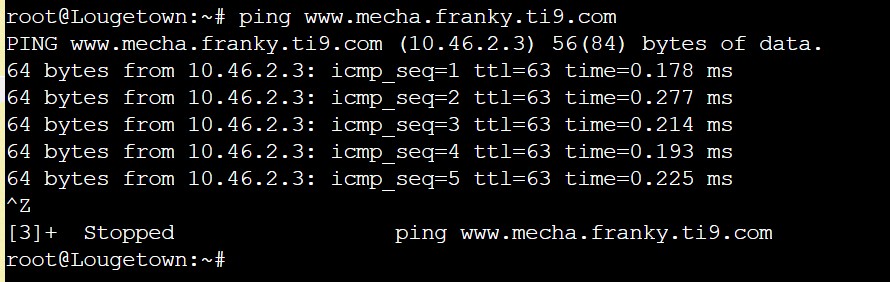 root@Lougetown:~# ping www.mecha.franky.ti9.com
PING www.mecha.franky.ti9.com (10.46.2.3) 56(84) bytes of data.
64 bytes from 10.46.2.3: icmp_seq=1 ttl=63 time=0.178 ms
64 bytes from 10.46.2.3: icmp_seq=2 ttl=63 time=0.277 ms
64 bytes from 10.46.2.3: icmp_seq=3 ttl=63 time=0.214 ms
64 bytes from 10.46.2.3: icmp_seq=4 ttl=63 time=0.193 ms
64 bytes from 10.46.2.3: icmp_seq=5 ttl=63 time=0.225 ms
^Z
[3]+  Stopped                 ping www.mecha.franky.ti9.com
root@Lougetown:~#